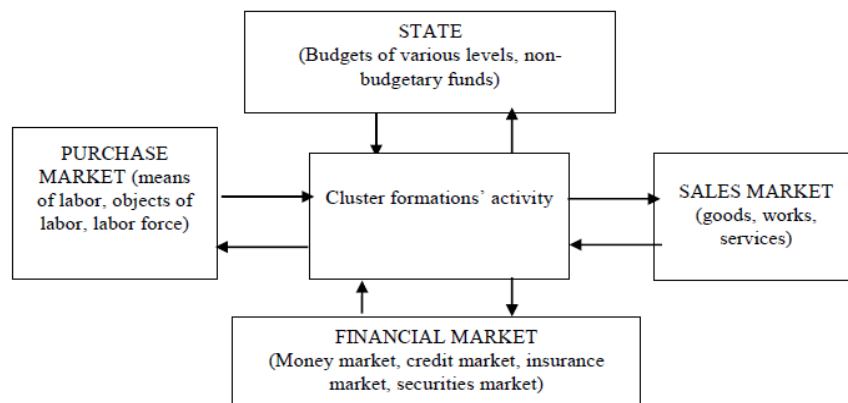 STATE
(Budgets of various levels, non-
budgetary funds)
PURCHASE
MARKET (means
of labor, objects of
labor, labor force)
Cluster formations’ activity
SALES MARKET
(goods, works,
services)
FINANCIAL MARKET
(Money market, credit market, insurance
market, securities market)